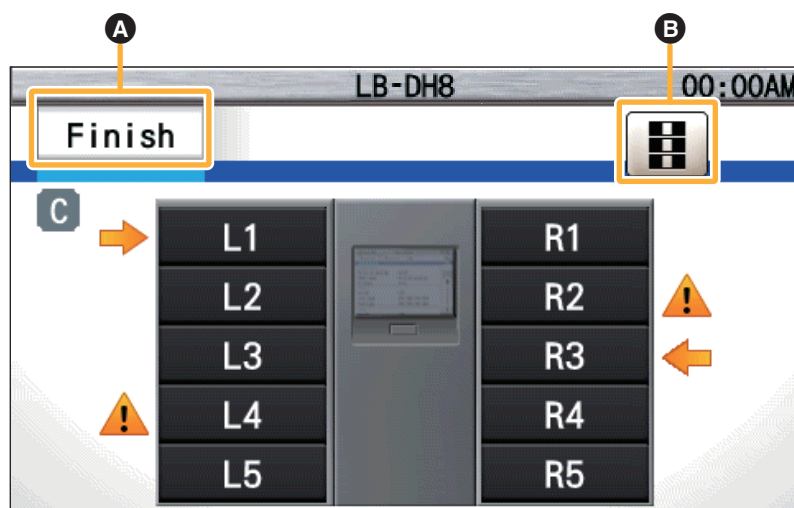 A B
LB-DH8 00:00AM
Finish
C
L1 R1
L2 R2
L3 R3
L4 R4
L5 R5